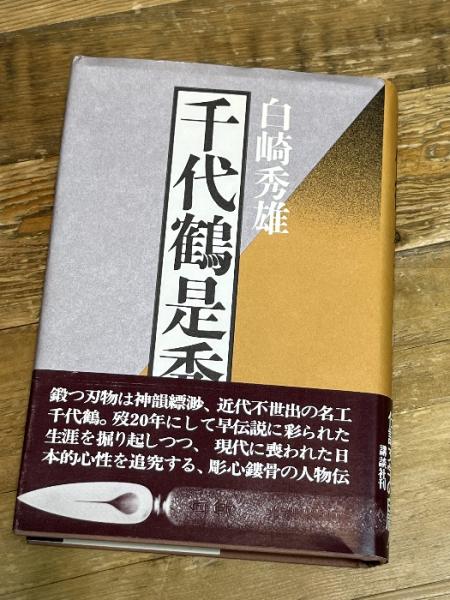 白崎秀雄
千代鶴是秀
鍛つ刃物は神韻縹渺、近代不世出の名工
千代鶴。歿20年にして早伝説に彩られた
生涯を掘り起しつつ、現代に喪われた日
本的心性を追究する、彫心鏤骨の人物伝
講談社刊